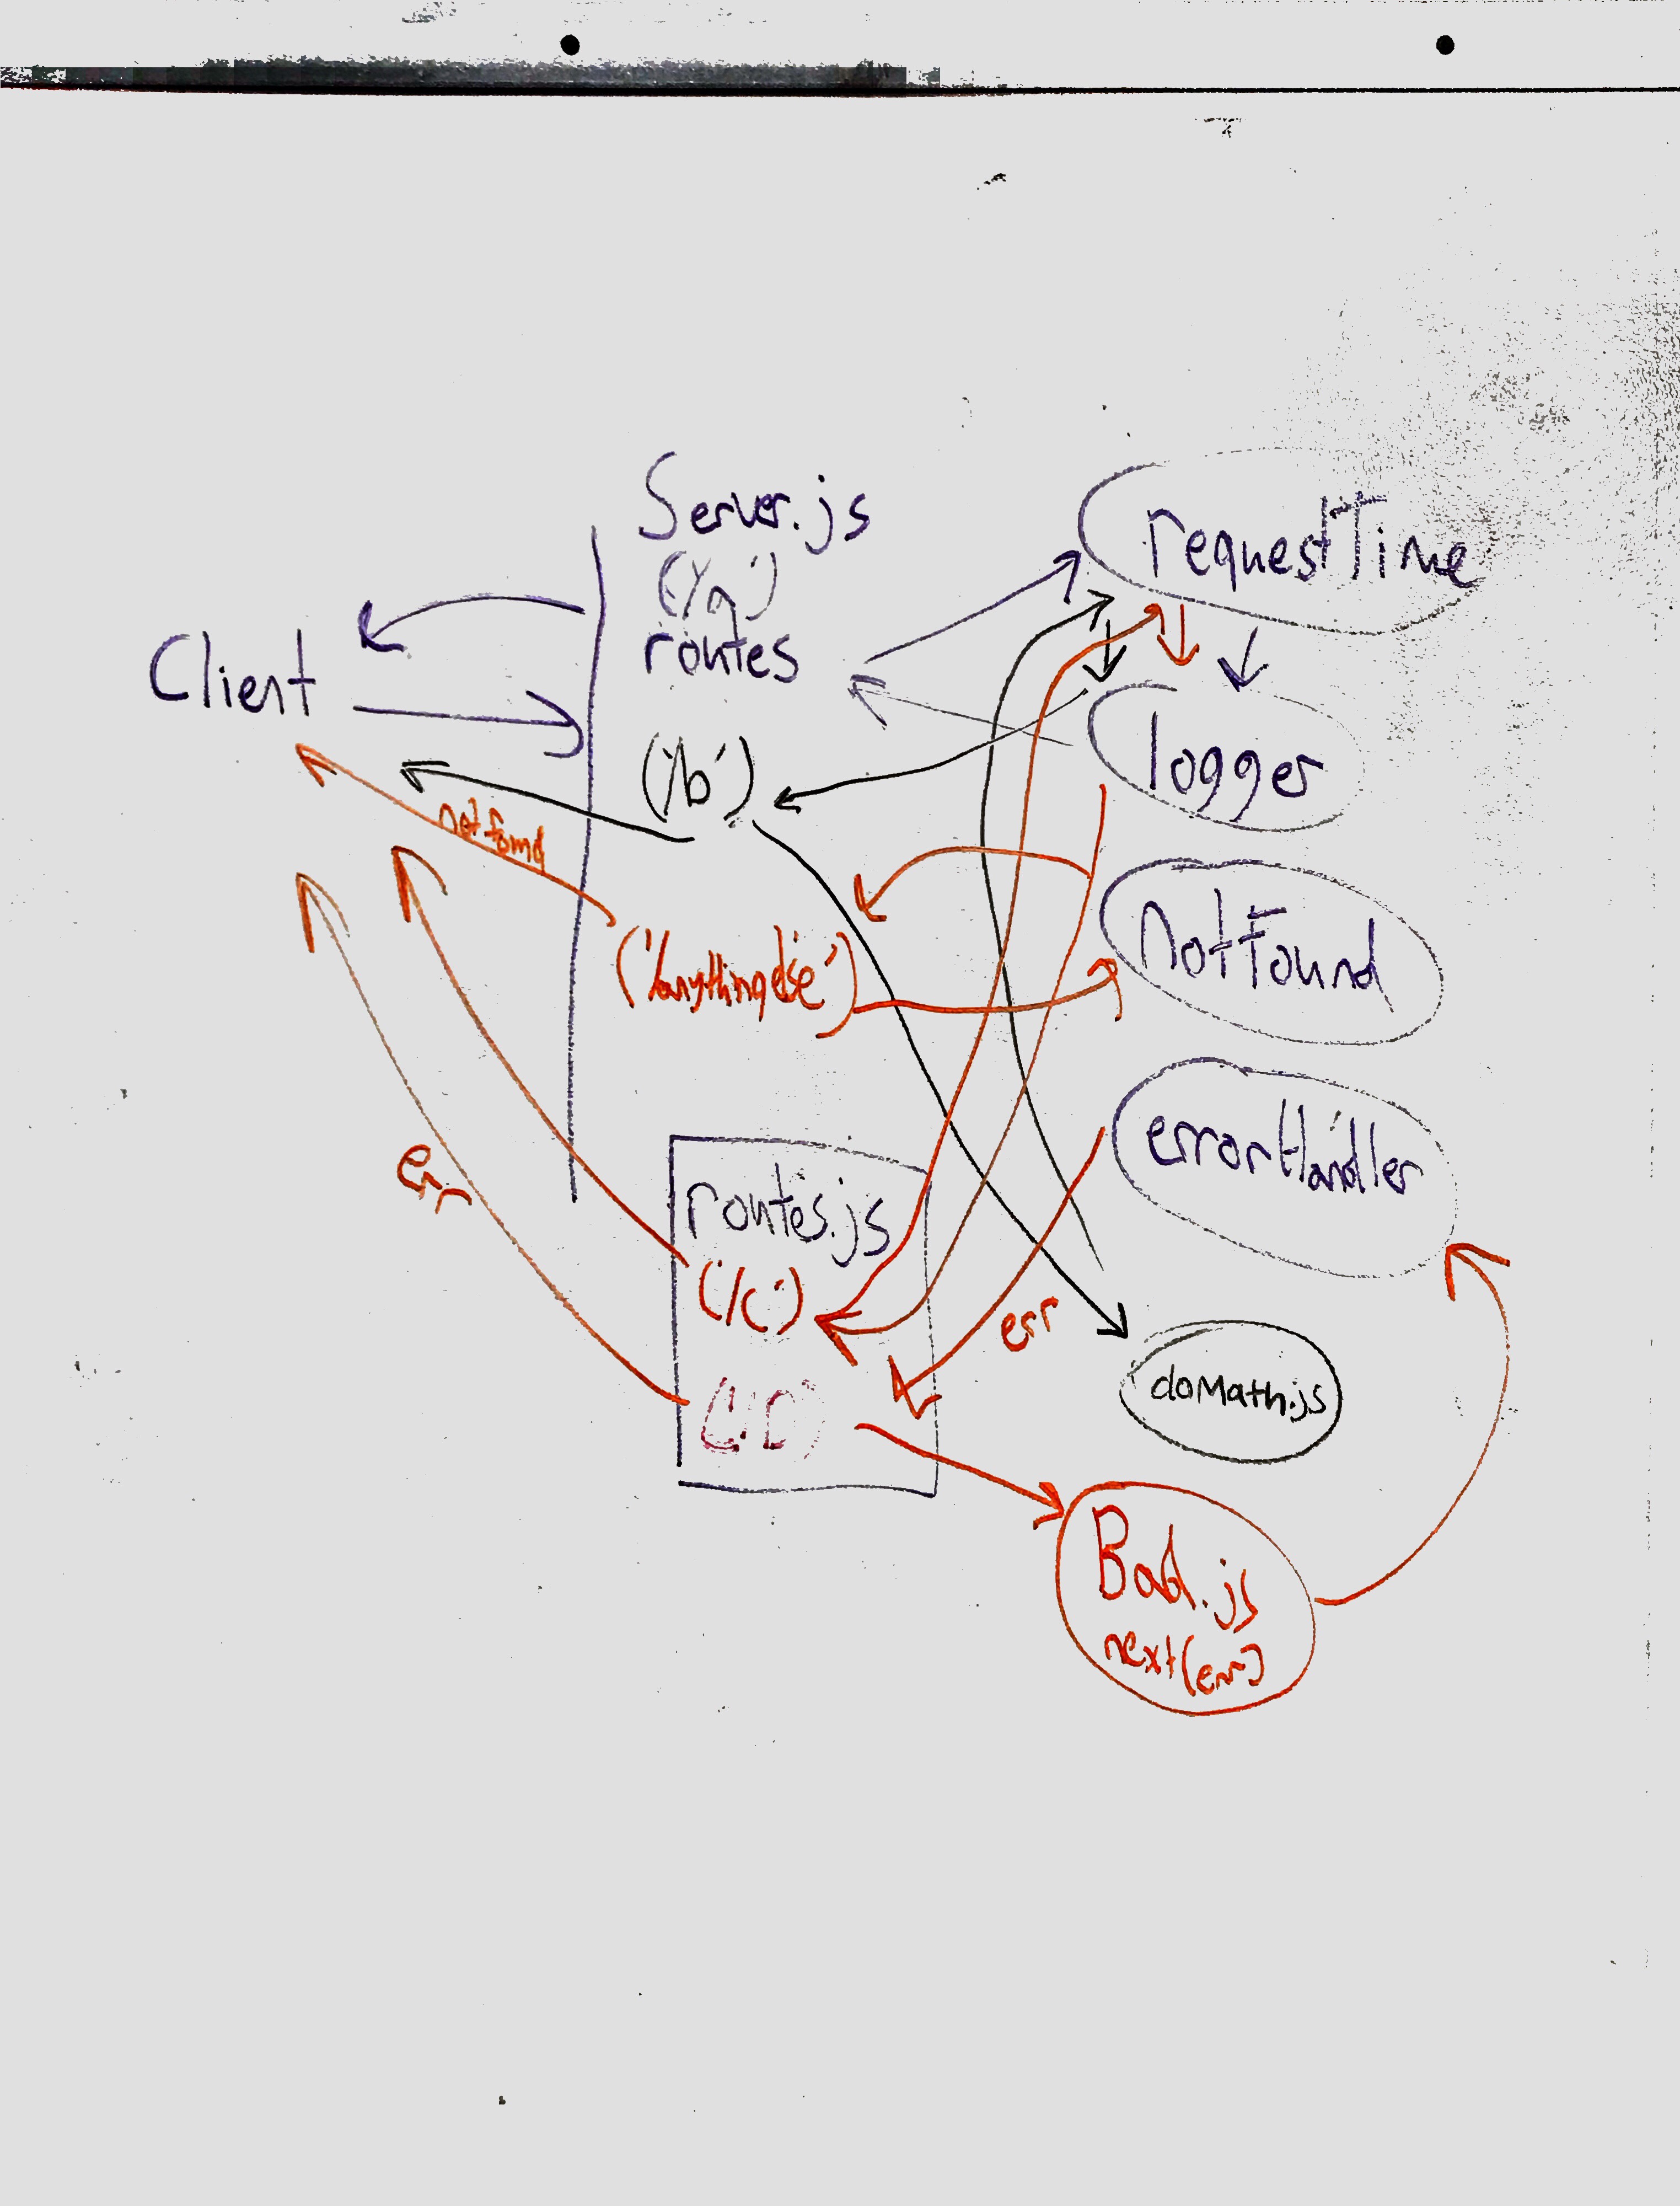 Server.js
('/a')
routes
Client
('/b')
not found
('/anythingelse')
routes.js
('/c')
('/D')
err
err
requestTime
logger
notFound
errorHandler
doMath.js
Bad.js
next(err)